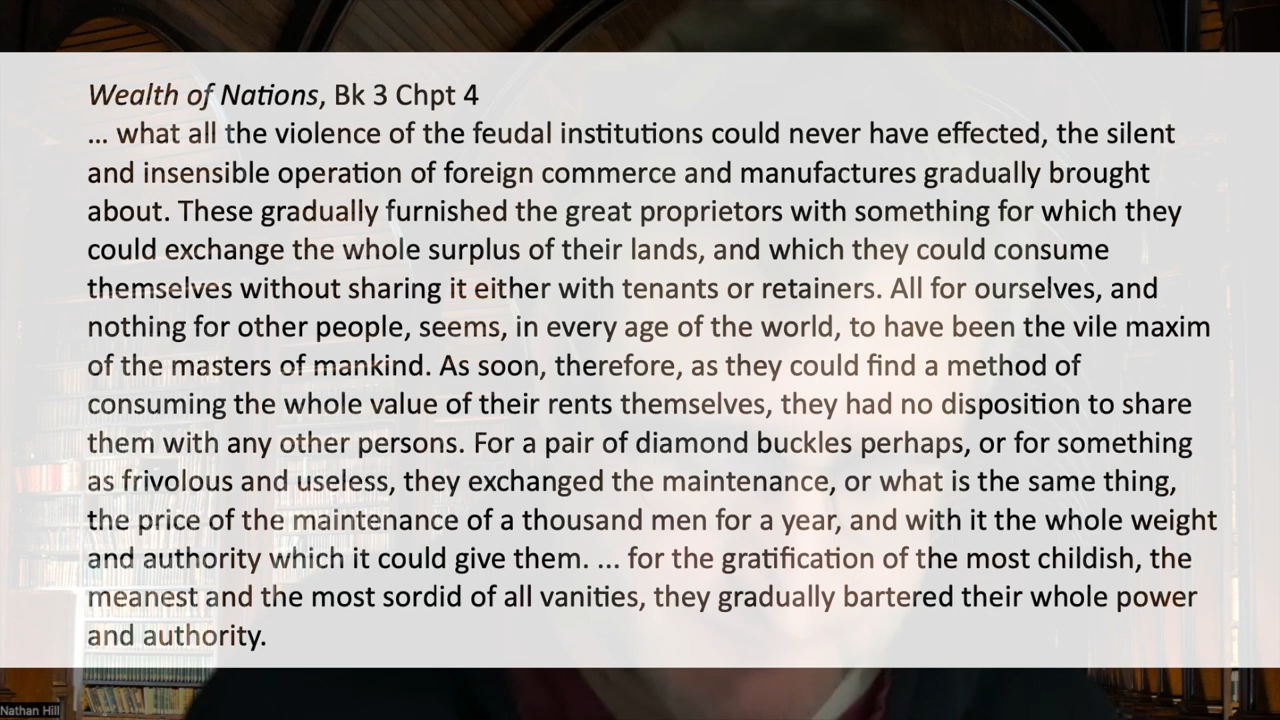 Wealth of Nations, Bk 3 Chpt 4
... what all the violence of the feudal institutions could never have effected, the silent
and insensible operation of foreign commerce and manufactures gradually brought
about. These gradually furnished the great proprietors with something for which they
could exchange the whole surplus of their lands, and which they could consume
themselves without sharing it either with tenants or retainers. All for ourselves, and
nothing for other people, seems, in every age of the world, to have been the vile maxim
of the masters of mankind. As soon, therefore, as they could find a method of
consuming the whole value of their rents themselves, they had no disposition to share
them with any other persons. For a pair of diamond buckles perhaps, or for something
as frivolous and useless, they exchanged the maintenance, or what is the same thing,
the price of the maintenance of a thousand men for a year, and with it the whole weight
and authority which it could give them. ... for the gratification of the most childish, the
meanest and the most sordid of all vanities, they gradually bartered their whole power
and authority.
Nathan Hill